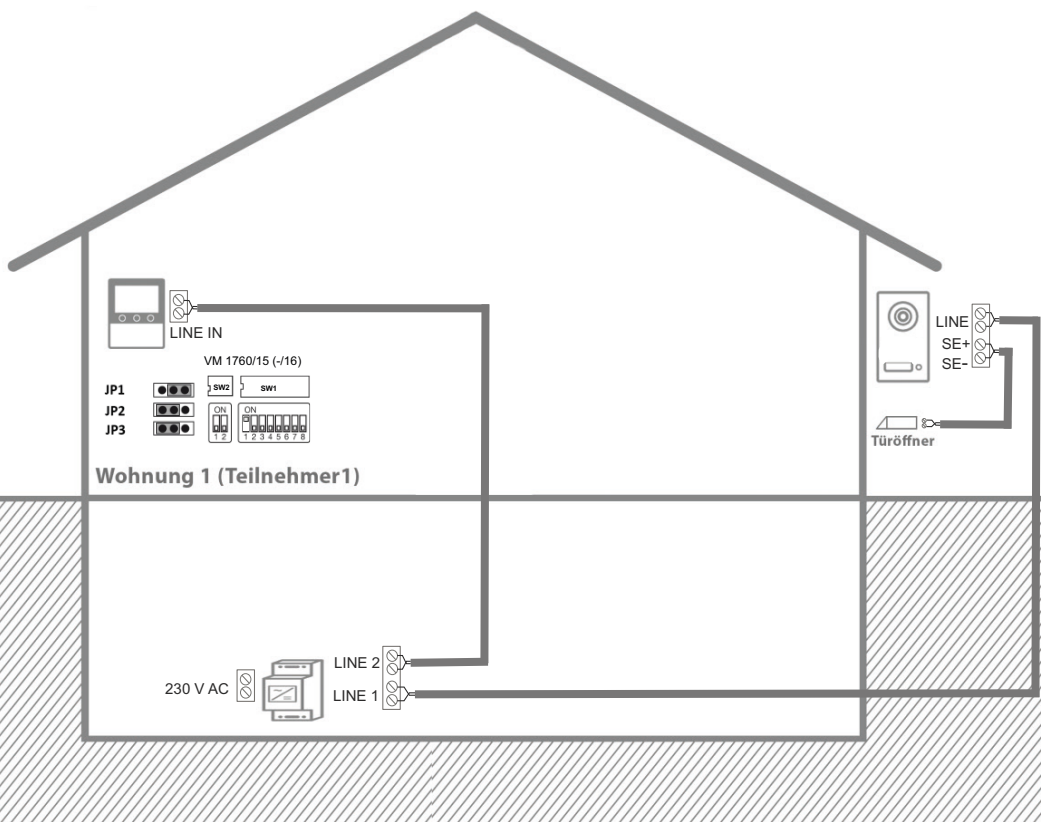 LINE IN
VM 1760/15 (-/16)
JP1
JP2
JP3
SW2
SW1
ON
1 2
ON
1 2 3 4 5 6 7 8
Wohnung 1 (Teilnehmer1)
LINE
SE+
SE-
Türöffner
230 V AC
LINE 2
LINE 1